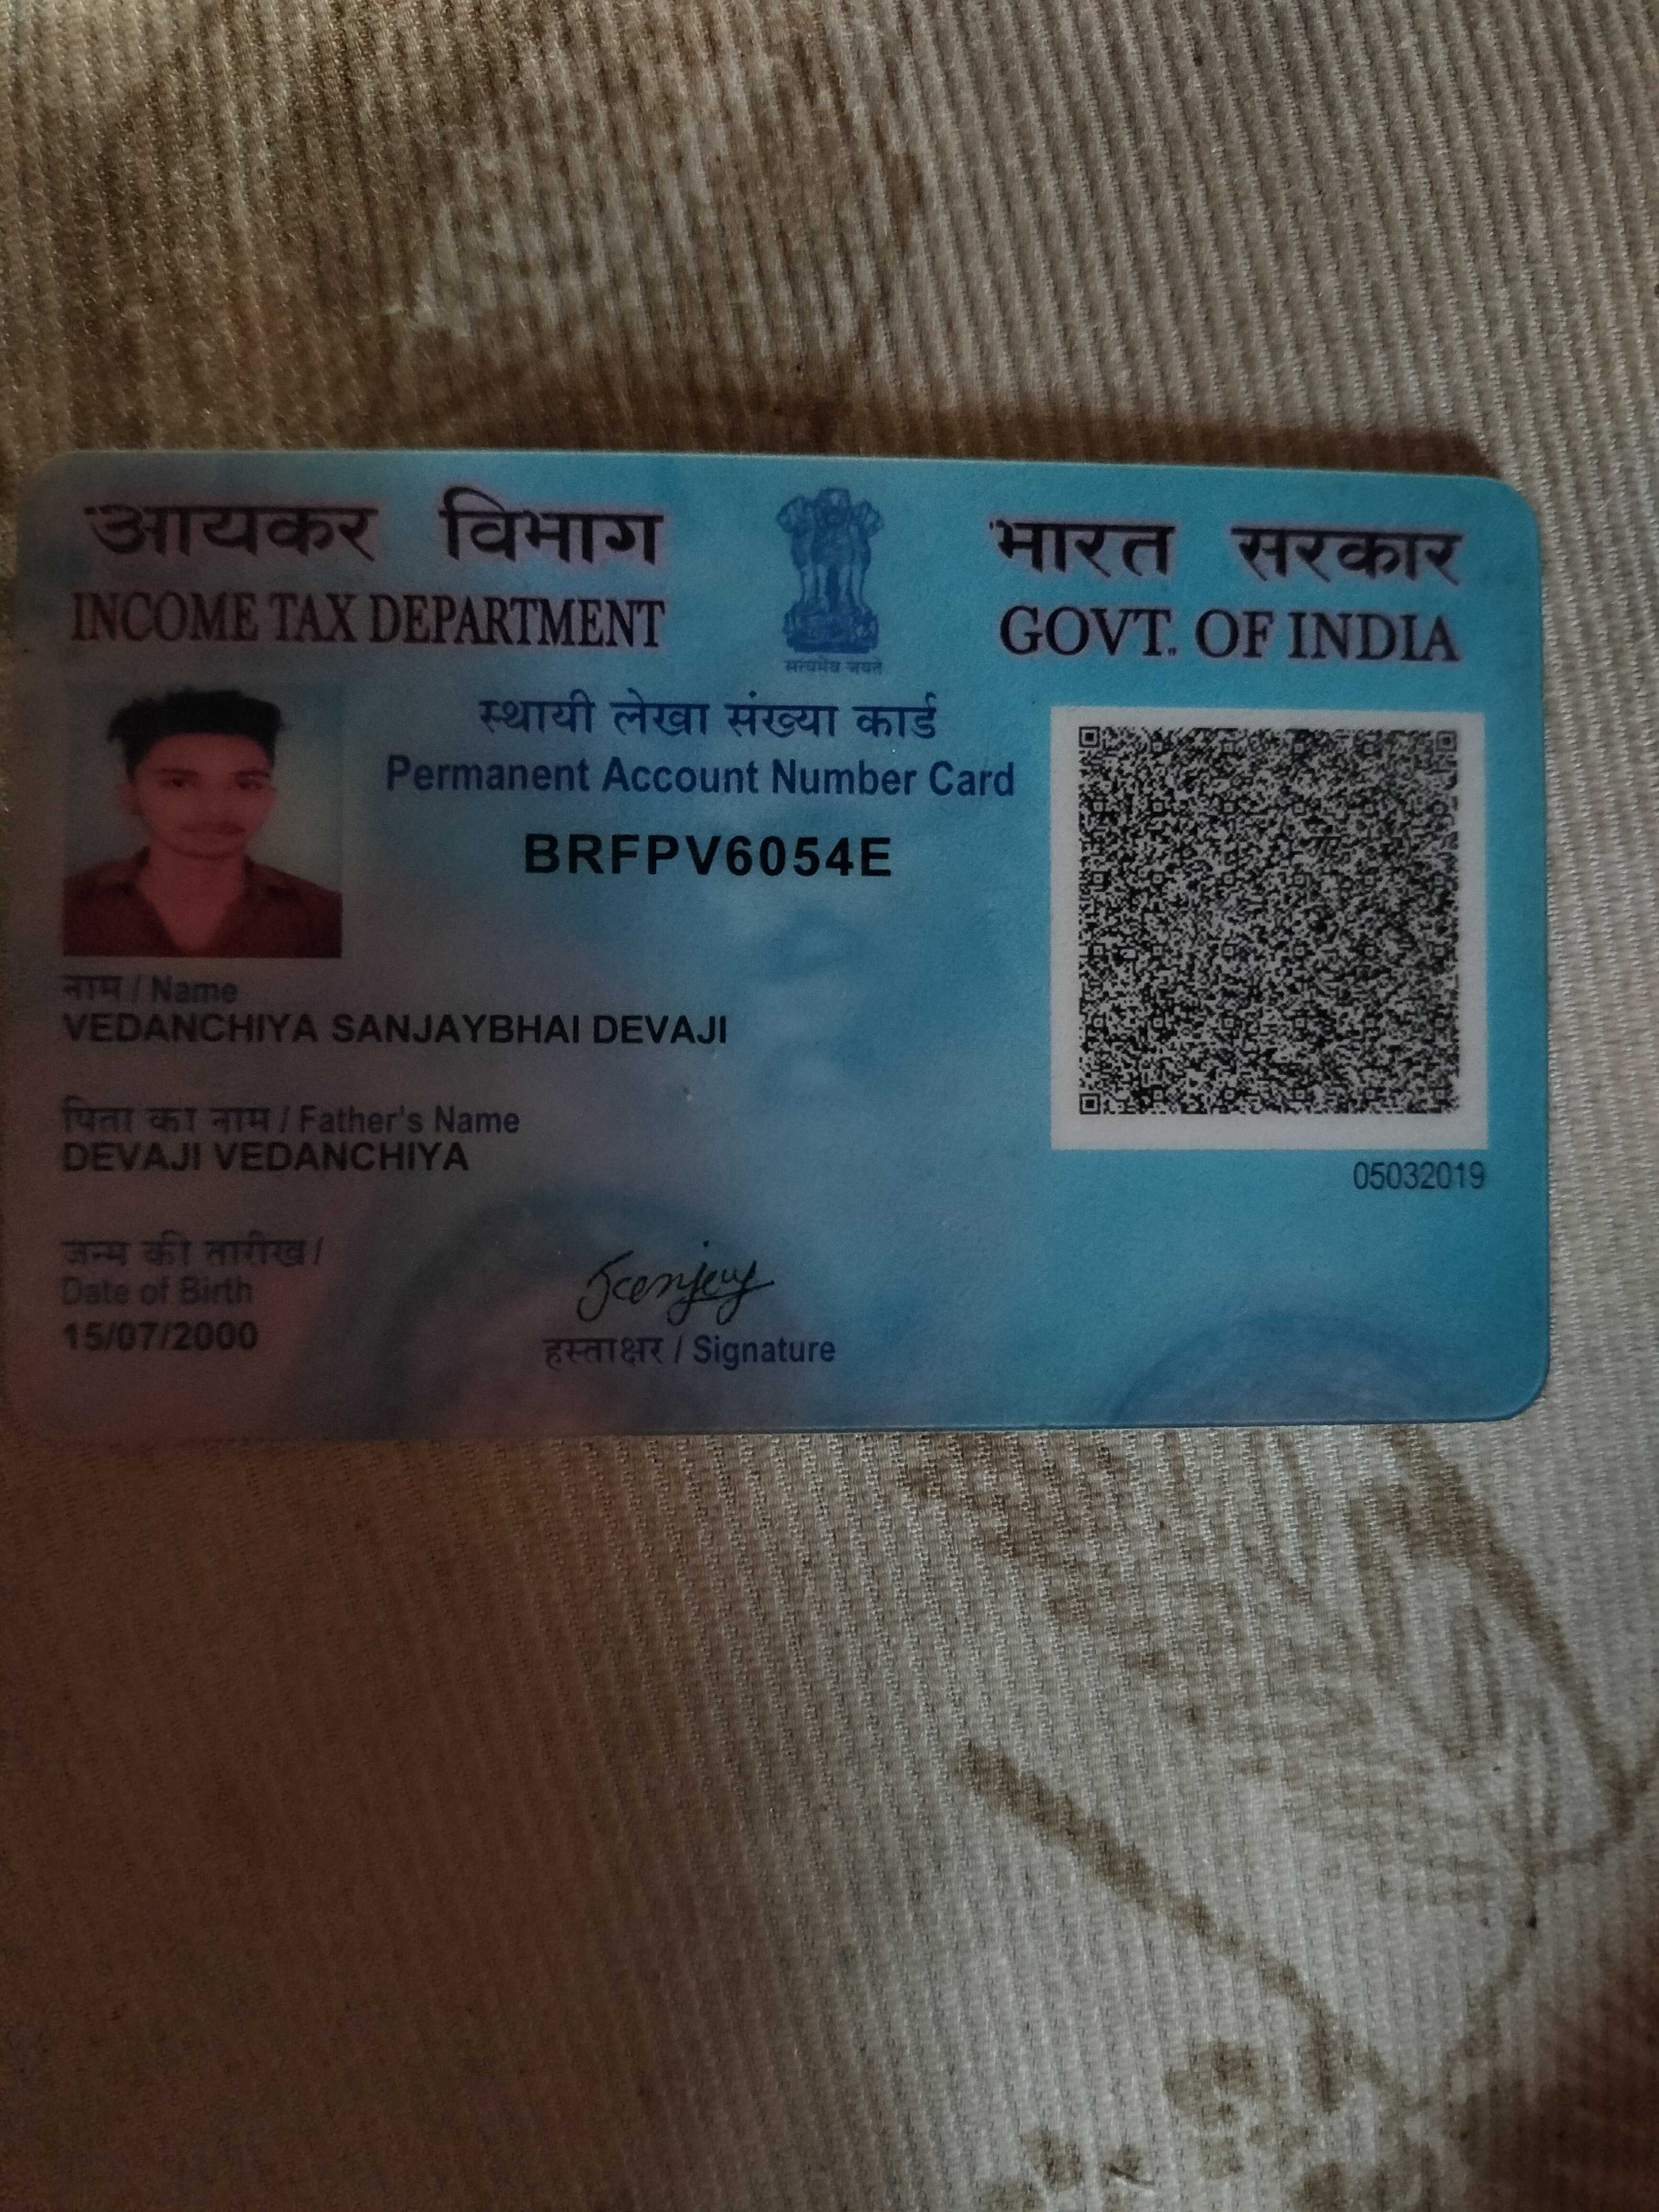 आयकर विभाग
INCOME TAX DEPARTMENT
सत्यमेव जयते
भारत सरकार
GOVT. OF INDIA
स्थायी लेखा संख्या कार्ड
Permanent Account Number Card
BRFPV6054E
नाम / Name
VEDANCHIYA SANJAYBHAI DEVAJI
पिता का नाम / Father's Name
DEVAJI VEDANCHIYA
05032019
जन्म की तारीख /
Date of Birth
15/07/2000
Sanjay
हस्ताक्षर / Signature